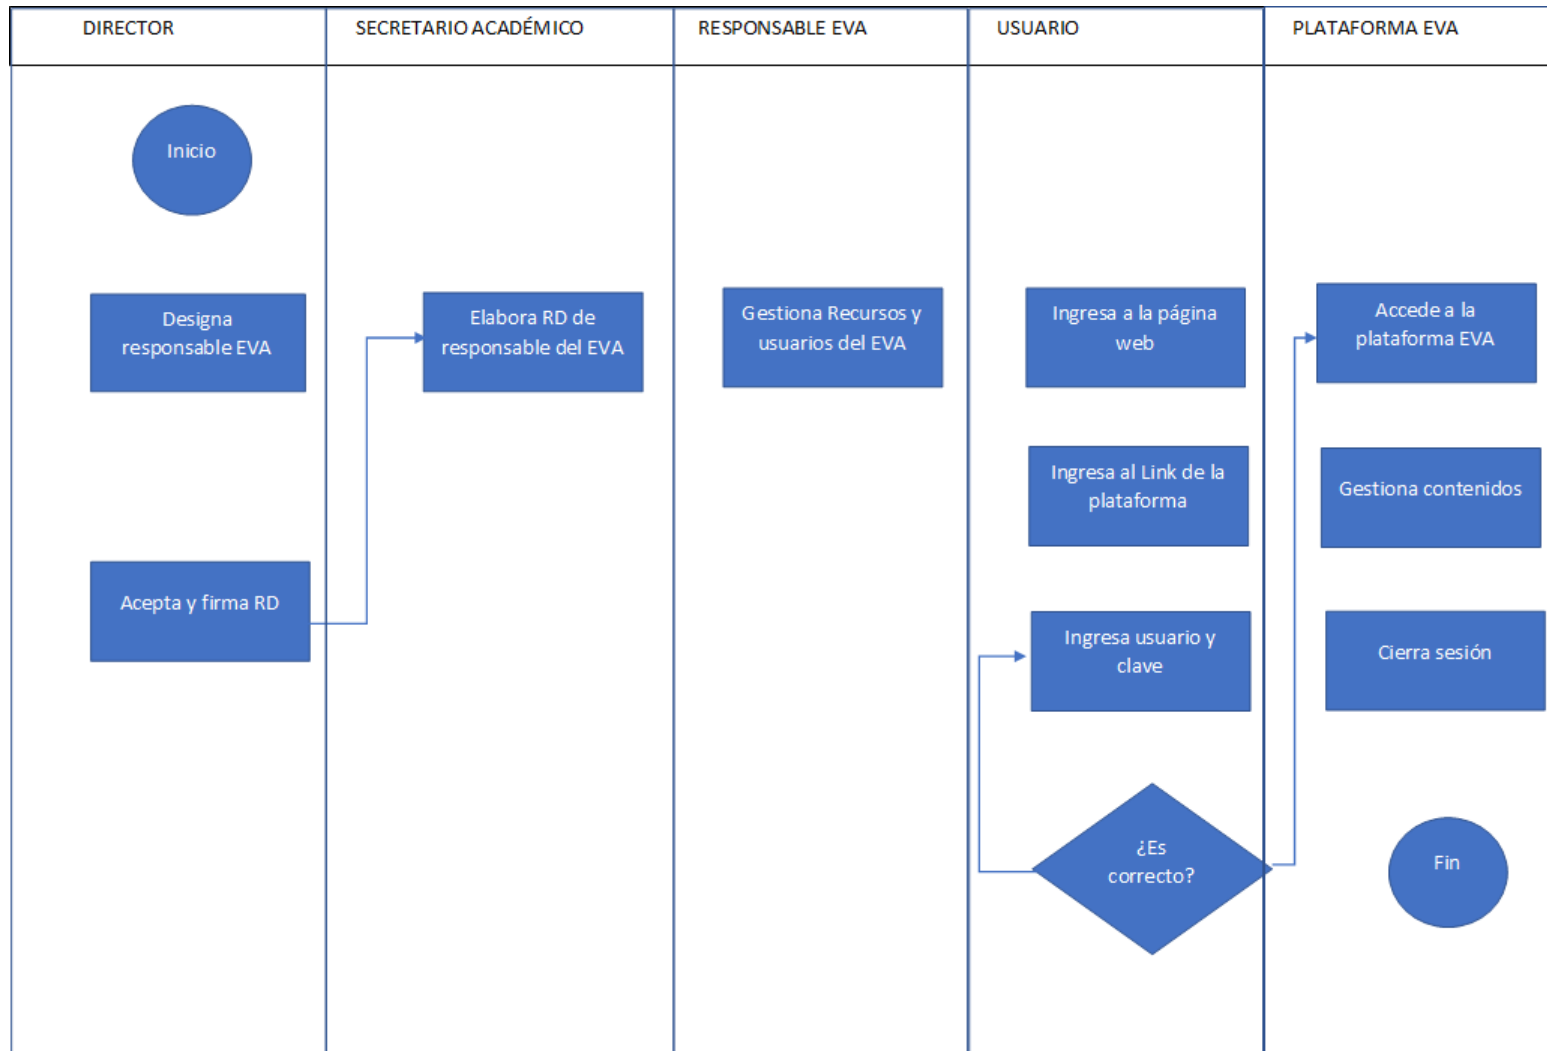 DIRECTOR
SECRETARIO ACADÉMICO
RESPONSABLE EVA
USUARIO
PLATAFORMA EVA
Inicio
Designa
responsable EVA
Elabora RD de
responsable del EVA
Gestiona Recursos y
usuarios del EVA
Ingresa a la página
web
Accede a la
plataforma EVA
Ingresa al Link de la
plataforma
Gestiona contenidos
Acepta y firma RD
Ingresa usuario y
clave
Cierra sesión
¿Es
correcto?
Fin